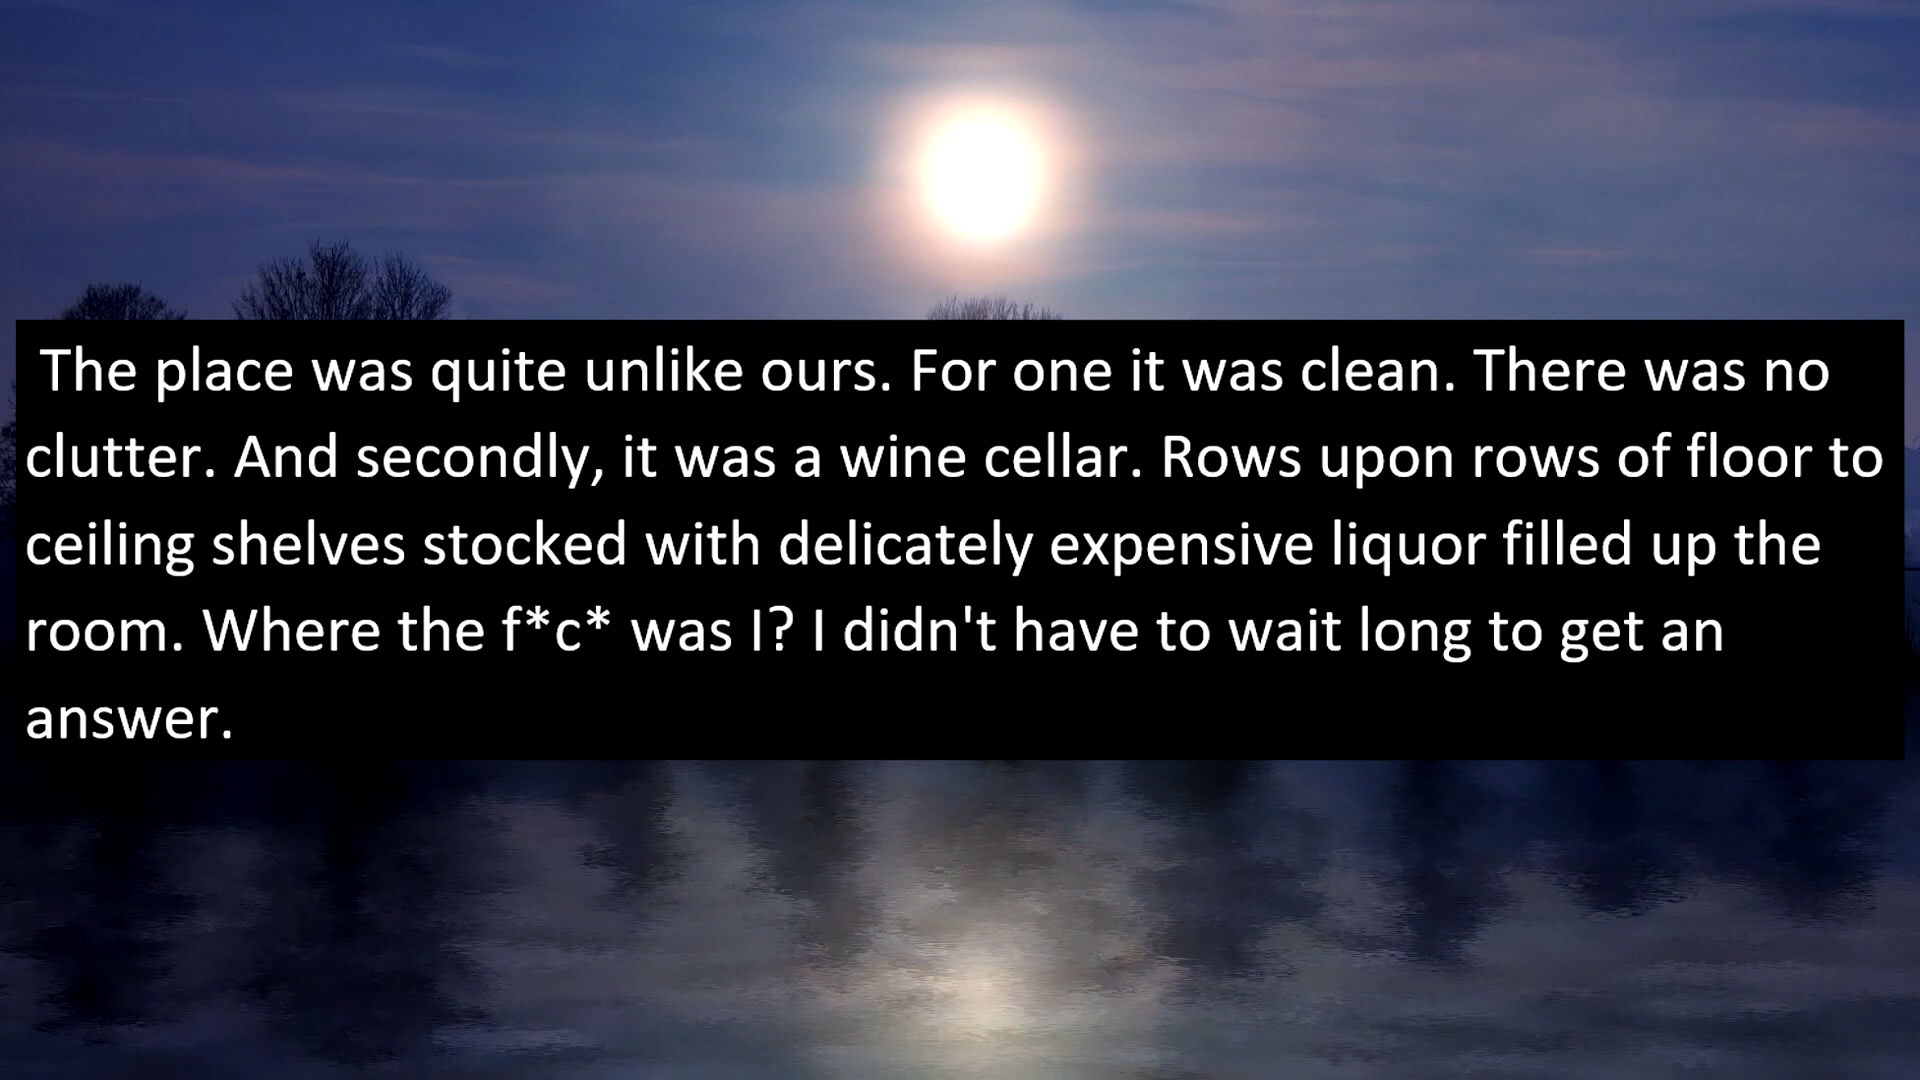 The place was quite unlike ours. For one it was clean. There was no
clutter. And secondly, it was a wine cellar. Rows upon rows of floor to
ceiling shelves stocked with delicately expensive liquor filled up the
room. Where the f*c* was I? I didn't have to wait long to get an
answer.